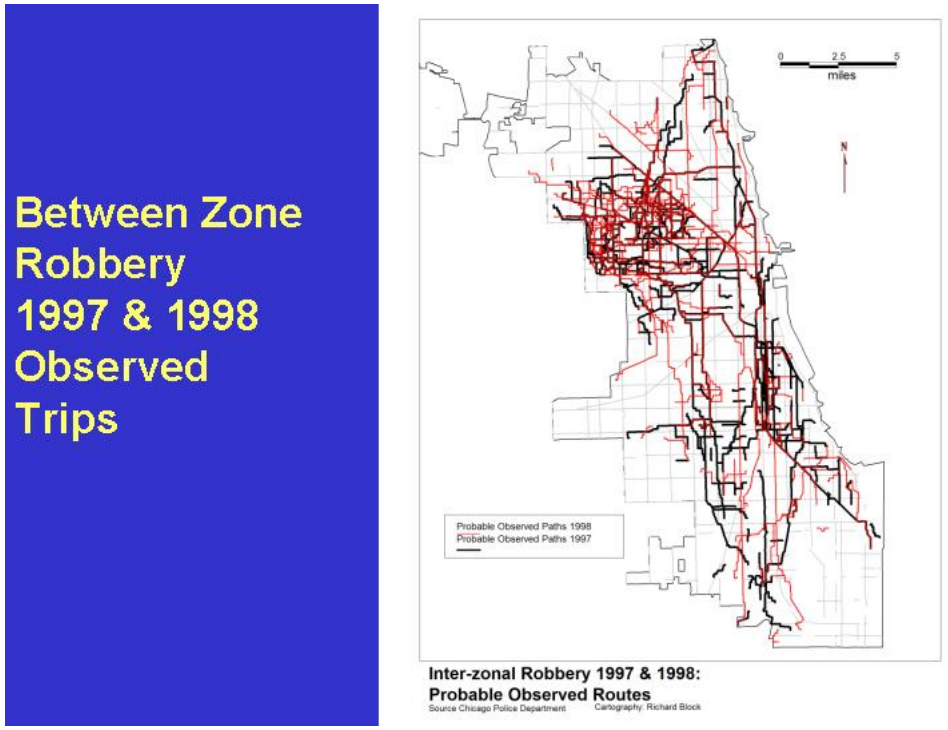 Between Zone
Robbery
1997 & 1998
Observed
Trips
0 2.5 5
miles
N
Probable Observed Paths 1998
Probable Observed Paths 1997
Inter-zonal Robbery 1997 & 1998:
Probable Observed Routes
Source Chicago Police Department Cartography: Richard Block